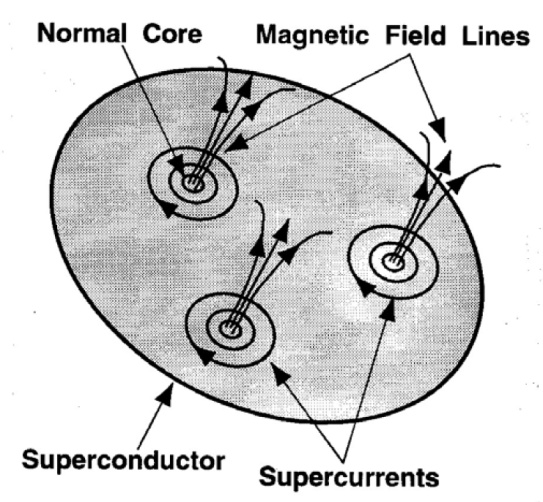 Normal Core
Magnetic Field Lines
Superconductor
Supercurrents